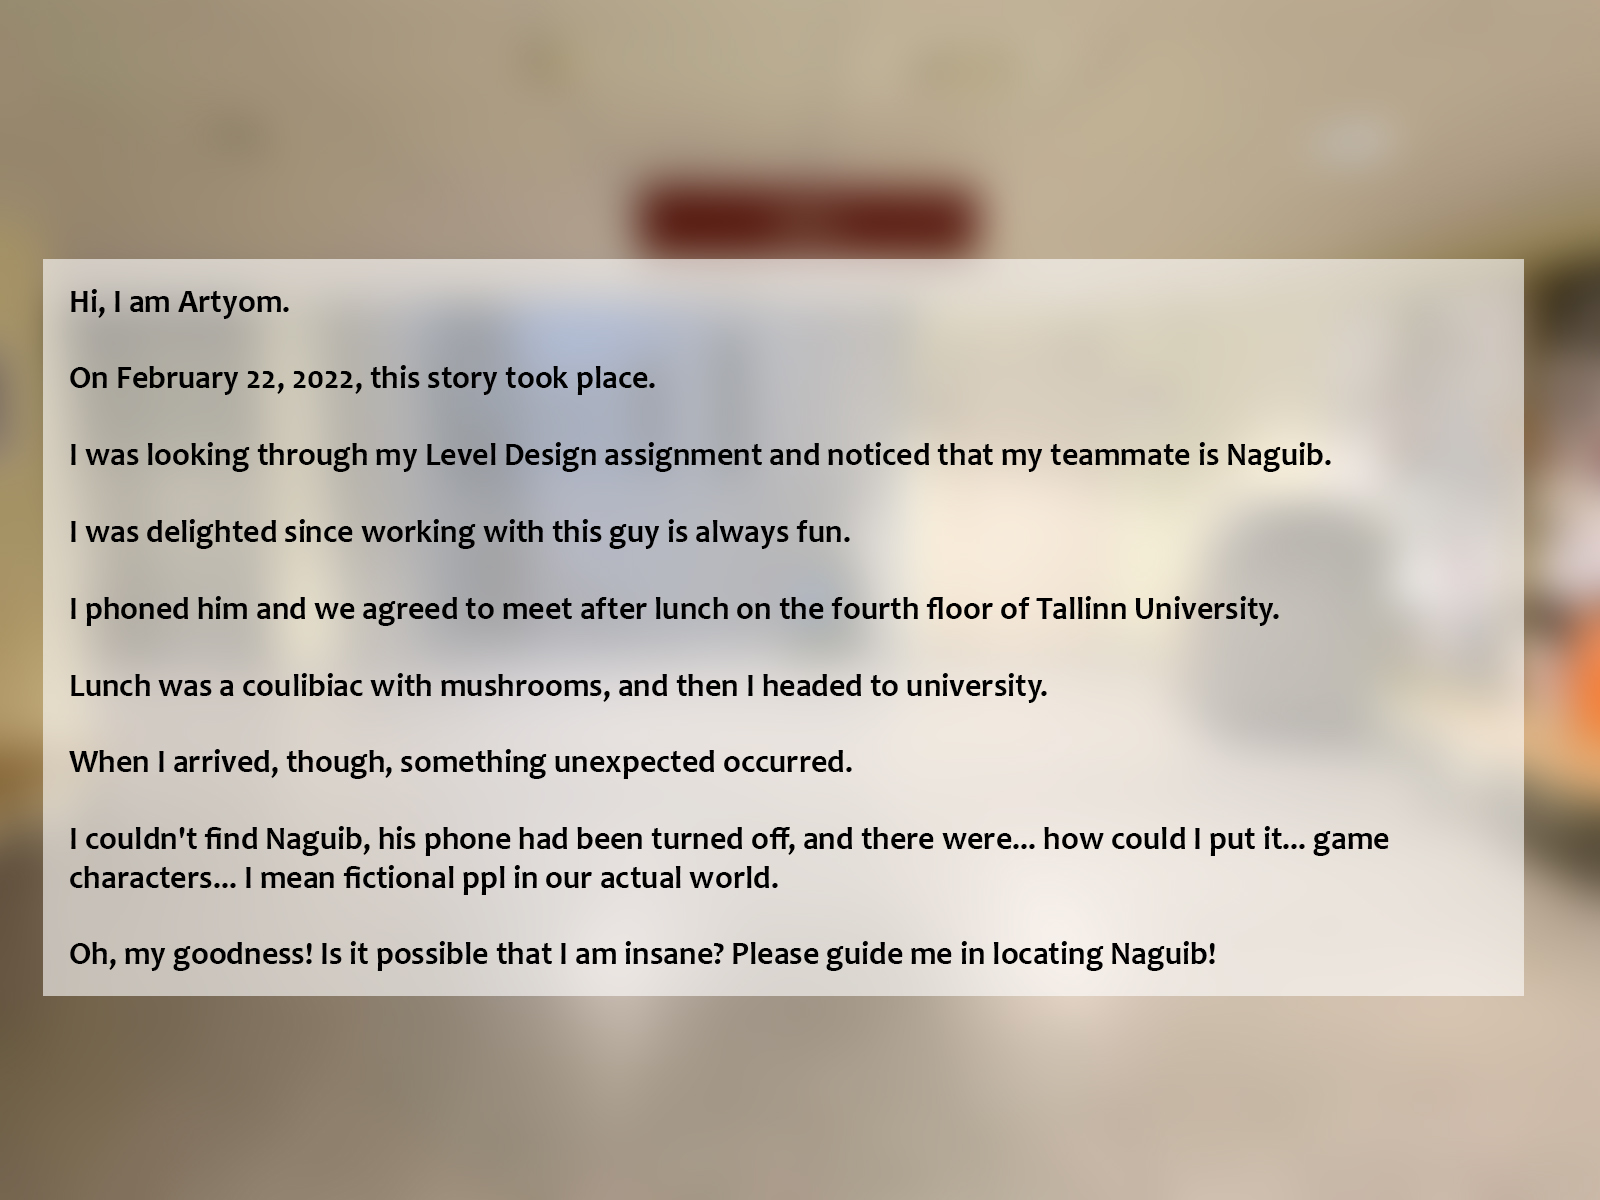 Hi, I am Artyom.
On February 22, 2022, this story took place.
I was looking through my Level Design assignment and noticed that my teammate is Naguib.
I was delighted since working with this guy is always fun.
I phoned him and we agreed to meet after lunch on the fourth floor of Tallinn University.
Lunch was a coulibiac with mushrooms, and then I headed to university.
When I arrived, though, something unexpected occurred.
I couldn't find Naguib, his phone had been turned off, and there were... how could I put it... game
characters... I mean fictional ppl in our actual world.
Oh, my goodness! Is it possible that I am insane? Please guide me in locating Naguib!